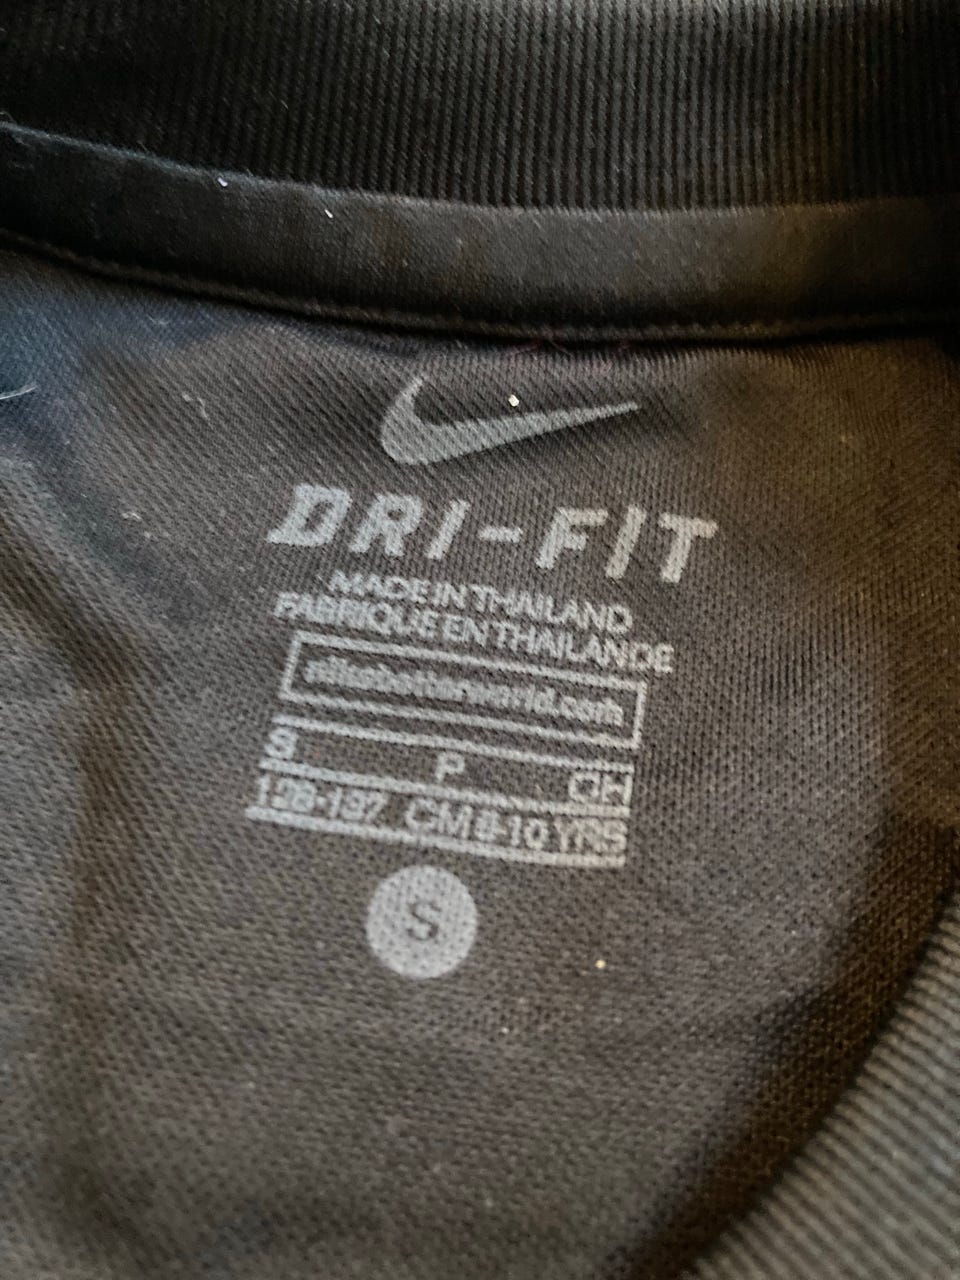 DRI-FIT
MADE IN THAILAND
FABRIQUE EN THAILANDE
S P CH
CM 8-10 YRS
S